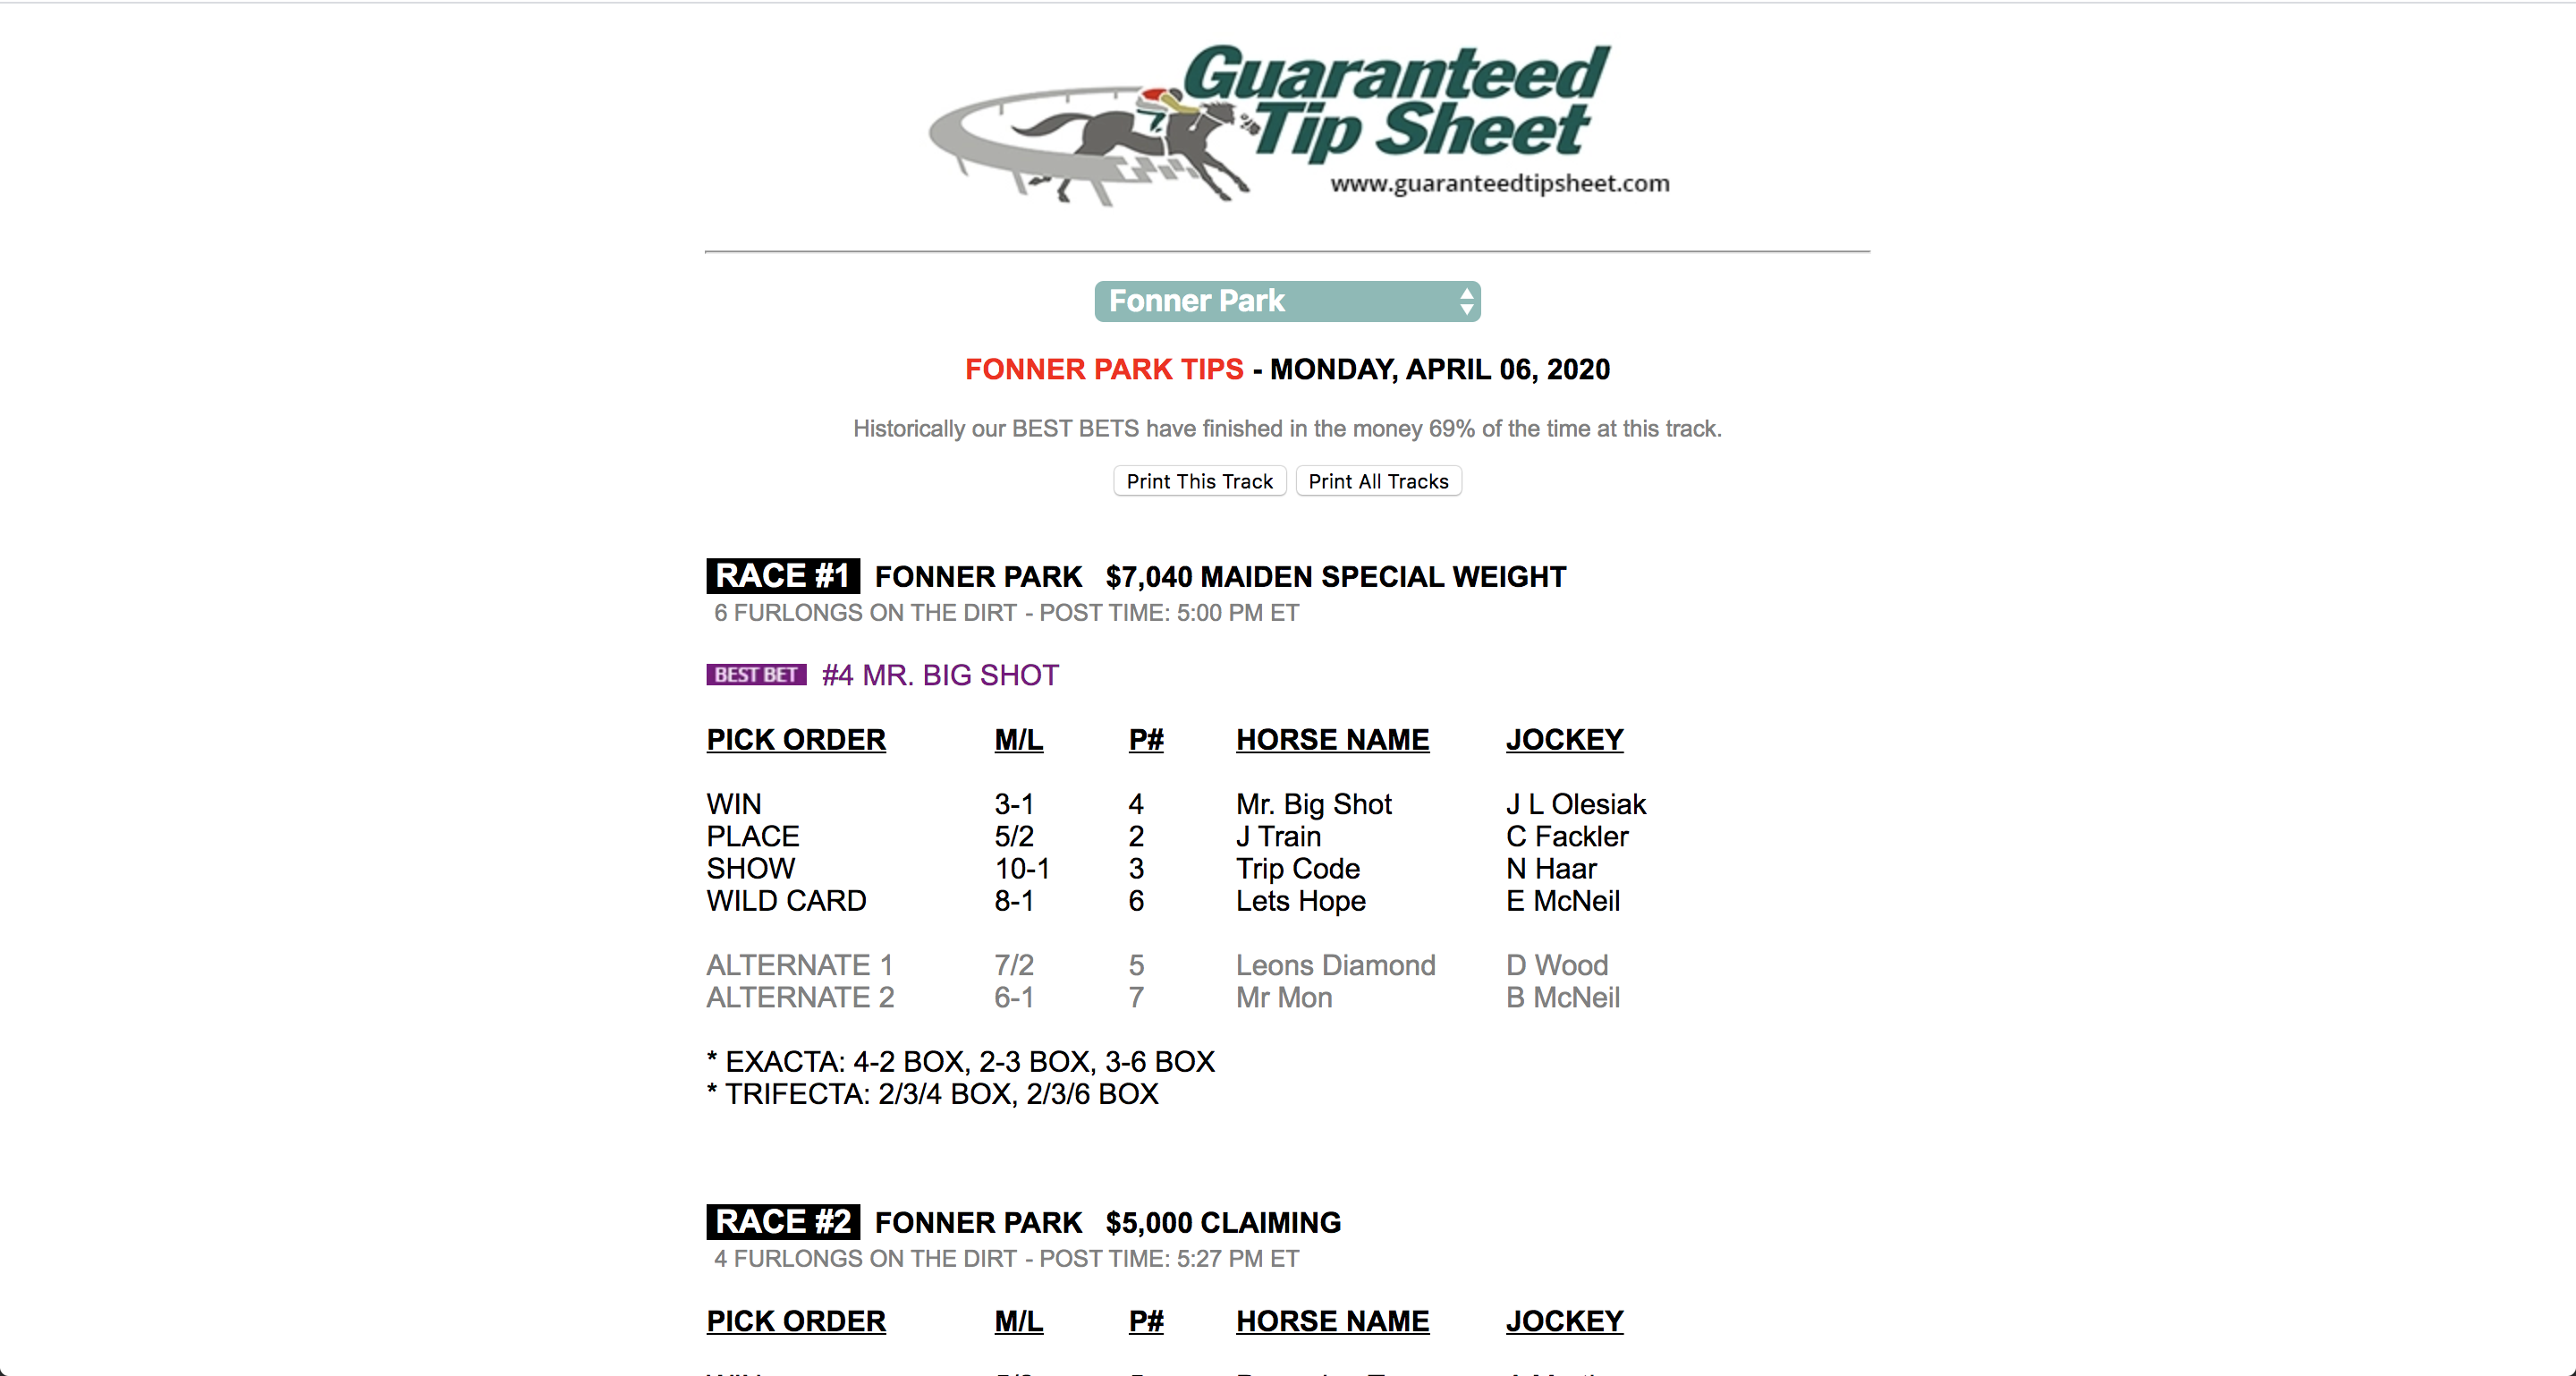 Guaranteed
Tip Sheet
www.guaranteedtipsheet.com
Fonner Park
FONNER PARK TIPS - MONDAY, APRIL 06, 2020
Historically our BEST BETS have finished in the money 69% of the time at this track.
Print This Track Print All Tracks
RACE #1 FONNER PARK $7,040 MAIDEN SPECIAL WEIGHT
6 FURLONGS ON THE DIRT - POST TIME: 5:00 PM ET
BEST BET #4 MR. BIG SHOT
PICK ORDER M/L P# HORSE NAME JOCKEY
WIN 3-1 4 Mr. Big Shot J L Olesiak
PLACE 5/2 2 J Train C Fackler
SHOW 10-1 3 Trip Code N Haar
WILD CARD 8-1 6 Lets Hope E McNeil
ALTERNATE 1 7/2 5 Leons Diamond D Wood
ALTERNATE 2 6-1 7 Mr Mon B McNeil
* EXACTA: 4-2 BOX, 2-3 BOX, 3-6 BOX
* TRIFECTA: 2/3/4 BOX, 2/3/6 BOX
RACE #2 FONNER PARK $5,000 CLAIMING
4 FURLONGS ON THE DIRT - POST TIME: 5:27 PM ET
PICK ORDER M/L P# HORSE NAME JOCKEY